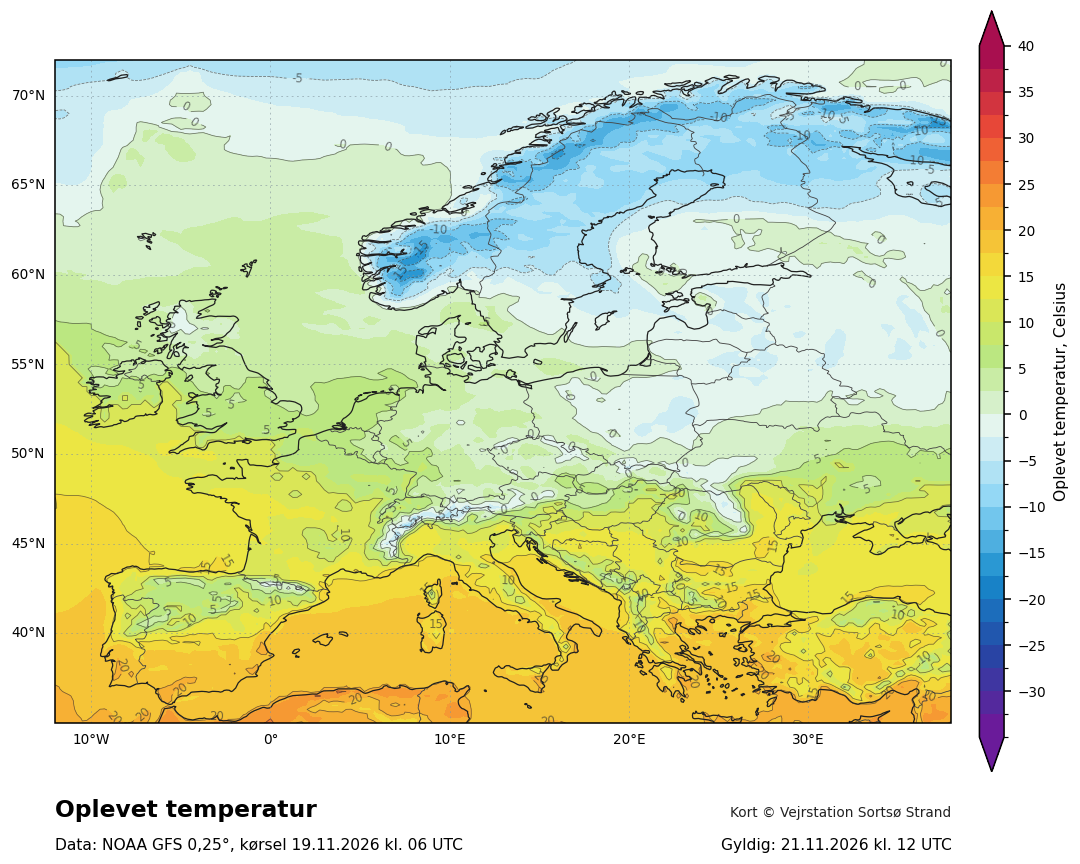 70°N
65°N
60°N
55°N
50°N
45°N
40°N
10°W
0°
10°E
20°E
30°E
40
35
30
25
20
15
10
5
0
−5
−10
−15
−20
−25
−30
Oplevet temperatur, Celsius
Oplevet temperatur
Kort © Vejrstation Sortsø Strand
Data: NOAA GFS 0,25°, kørsel 19.11.2026 kl. 06 UTC
Gyldig: 21.11.2026 kl. 12 UTC